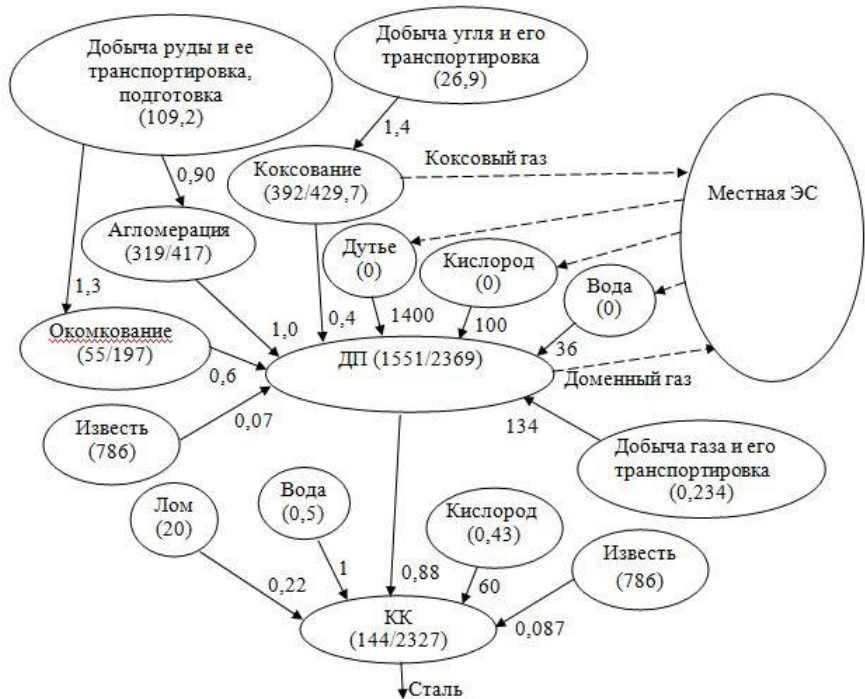 Добыча руды и ее
транспортировка,
подготовка
(109,2)
Добыча угля и его
транспортировка
(26,9)
1,4
0,90
Коксование
(392/429,7)
Коксовый газ
Местная ЭС
Агломерация
(319/417)
Дутье
(0)
Кислород
(0)
Вода
(0)
1,3
1,0
0,4
1400
100
36
Окомкование
(55/197)
0,6
ДП (1551/2369)
Доменный газ
Известь
(786)
0,07
134
Добыча газа и его
транспортировка
(0,234)
Лом
(20)
Вода
(0,5)
Кислород
(0,43)
Известь
(786)
0,22
1
0,88
60
0,087
КК
(144/2327)
Сталь